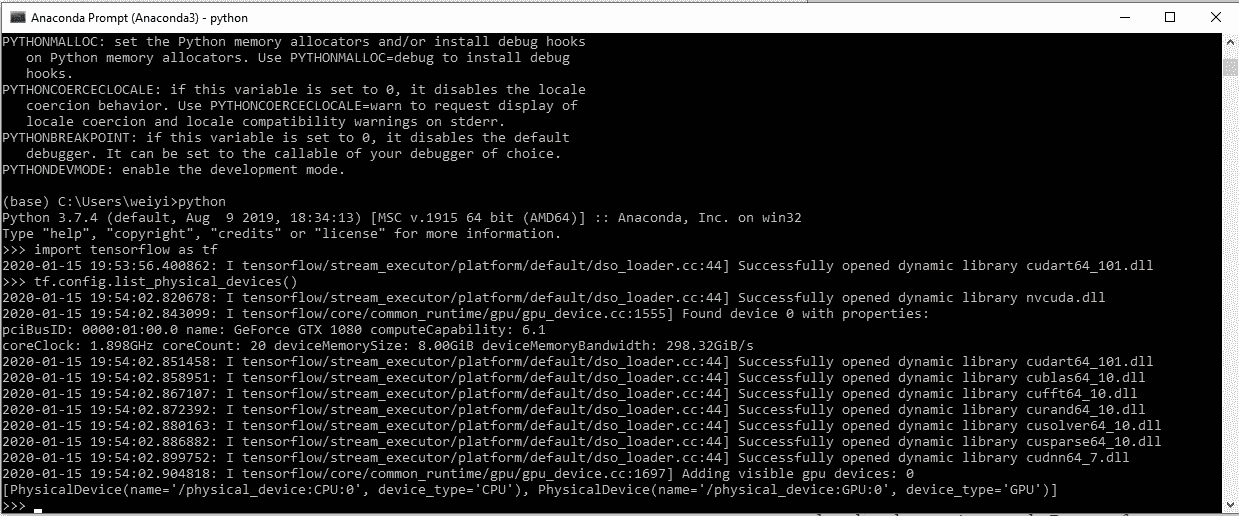 Anaconda Prompt (Anaconda3) - python
PYTHONMALLOC: set the Python memory allocators and/or install debug hooks
   on Python memory allocators. Use PYTHONMALLOC=debug to install debug
   hooks.
PYTHONCOERCECLOCALE: if this variable is set to 0, it disables the locale
   coercion behavior. Use PYTHONCOERCECLOCALE=warn to request display of
   locale coercion and locale compatibility warnings on stderr.
PYTHONBREAKPOINT: if this variable is set to 0, it disables the default
   debugger. It can be set to the callable of your debugger of choice.
PYTHONDEVMODE: enable the development mode.
(base) C:\Users\weiyi>python
Python 3.7.4 (default, Aug  9 2019, 18:34:13) [MSC v.1915 64 bit (AMD64)] :: Anaconda, Inc. on win32
Type "help", "copyright", "credits" or "license" for more information.
>>> import tensorflow as tf
2020-01-15 19:53:56.400862: I tensorflow/stream_executor/platform/default/dso_loader.cc:44] Successfully opened dynamic library cudart64_101.dll
>>> tf.config.list_physical_devices()
2020-01-15 19:54:02.820678: I tensorflow/stream_executor/platform/default/dso_loader.cc:44] Successfully opened dynamic library nvcuda.dll
2020-01-15 19:54:02.843099: I tensorflow/core/common_runtime/gpu/gpu_device.cc:1555] Found device 0 with properties:
pciBusID: 0000:01:00.0 name: GeForce GTX 1080 computeCapability: 6.1
coreClock: 1.898GHz coreCount: 20 deviceMemorySize: 8.00GiB deviceMemoryBandwidth: 298.32GiB/s
2020-01-15 19:54:02.851458: I tensorflow/stream_executor/platform/default/dso_loader.cc:44] Successfully opened dynamic library cudart64_101.dll
2020-01-15 19:54:02.858951: I tensorflow/stream_executor/platform/default/dso_loader.cc:44] Successfully opened dynamic library cublas64_10.dll
2020-01-15 19:54:02.867107: I tensorflow/stream_executor/platform/default/dso_loader.cc:44] Successfully opened dynamic library cufft64_10.dll
2020-01-15 19:54:02.872392: I tensorflow/stream_executor/platform/default/dso_loader.cc:44] Successfully opened dynamic library curand64_10.dll
2020-01-15 19:54:02.880163: I tensorflow/stream_executor/platform/default/dso_loader.cc:44] Successfully opened dynamic library cusolver64_10.dll
2020-01-15 19:54:02.886882: I tensorflow/stream_executor/platform/default/dso_loader.cc:44] Successfully opened dynamic library cusparse64_10.dll
2020-01-15 19:54:02.899752: I tensorflow/stream_executor/platform/default/dso_loader.cc:44] Successfully opened dynamic library cudnn64_7.dll
2020-01-15 19:54:02.904818: I tensorflow/core/common_runtime/gpu/gpu_device.cc:1697] Adding visible gpu devices: 0
[PhysicalDevice(name='/physical_device:CPU:0', device_type='CPU'), PhysicalDevice(name='/physical_device:GPU:0', device_type='GPU')]
>>>